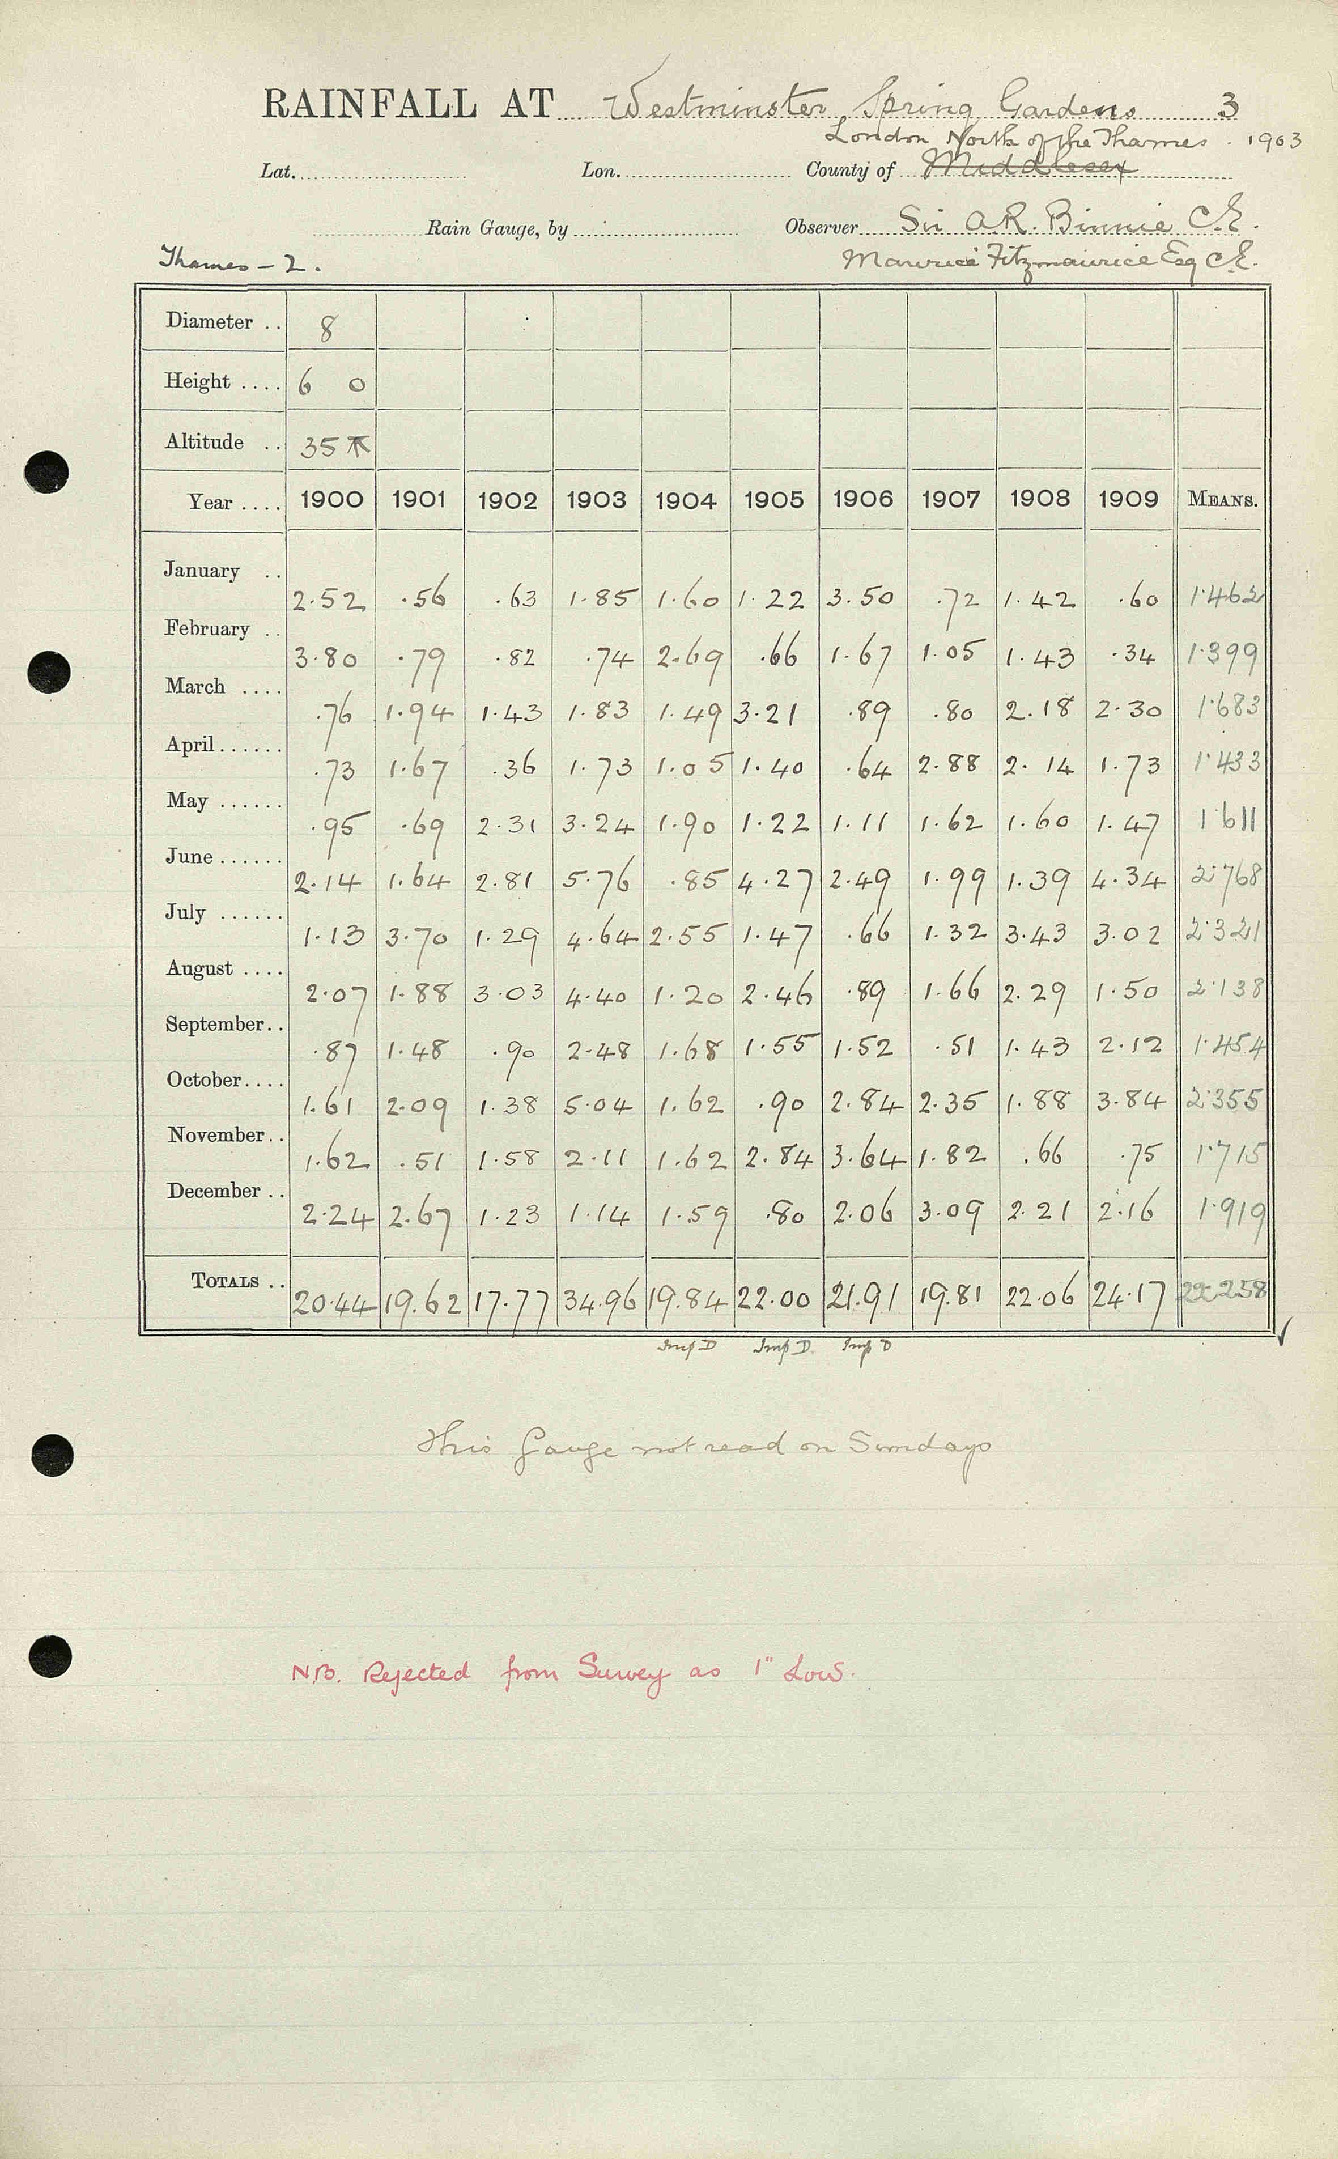 RAINFALL AT Westminster Spring Gardens 3
London North of the Thames. 1903
Lat. Lon. County of Middlesex
Rain Gauge, by Observer Sir A R. Binnie C.E.
Thames - 2. Maurice Fitzmaurice Esq C.E.
Diameter .. 8
Height .... 6 0
Altitude .. 35
Year .... 1900 1901 1902 1903 1904 1905 1906 1907 1908 1909 MEANS.
January .. 2.52 .56 .63 1.85 1.60 1.22 3.50 .72 1.42 .60 1.462
February .. 3.80 .79 .82 .74 2.69 .66 1.67 1.05 1.43 .34 1.399
March .... .76 1.94 1.43 1.83 1.49 3.21 .89 .80 2.18 2.30 1.683
April ...... .73 1.67 .36 1.73 1.05 1.40 .64 2.88 2.14 1.73 1.433
May ...... .95 .69 2.31 3.24 1.90 1.22 1.11 1.62 1.60 1.47 1.611
June ...... 2.14 1.64 2.81 5.76 .85 4.27 2.49 1.99 1.39 4.34 2.768
July ...... 1.13 3.70 1.29 4.64 2.55 1.47 .66 1.32 3.43 3.02 2.321
August .... 2.07 1.88 3.03 4.40 1.20 2.46 .89 1.66 2.29 1.50 2.138
September .. .87 1.48 .90 2.48 1.68 1.55 1.52 .51 1.43 2.12 1.454
October .... 1.61 2.09 1.38 5.04 1.62 .90 2.84 2.35 1.88 3.84 2.355
November .. 1.62 .51 1.58 2.11 1.62 2.84 3.64 1.82 .66 .75 1.715
December .. 2.24 2.67 1.23 1.14 1.59 .80 2.06 3.09 2.21 2.16 1.919
TOTALS .. 20.44 19.62 17.77 34.96 19.84 22.00 21.91 19.81 22.06 24.17 22.258
Imp D Imp D. Imp D
This Gauge not read on Sundays
N.B. Rejected from Survey as 1" Low.